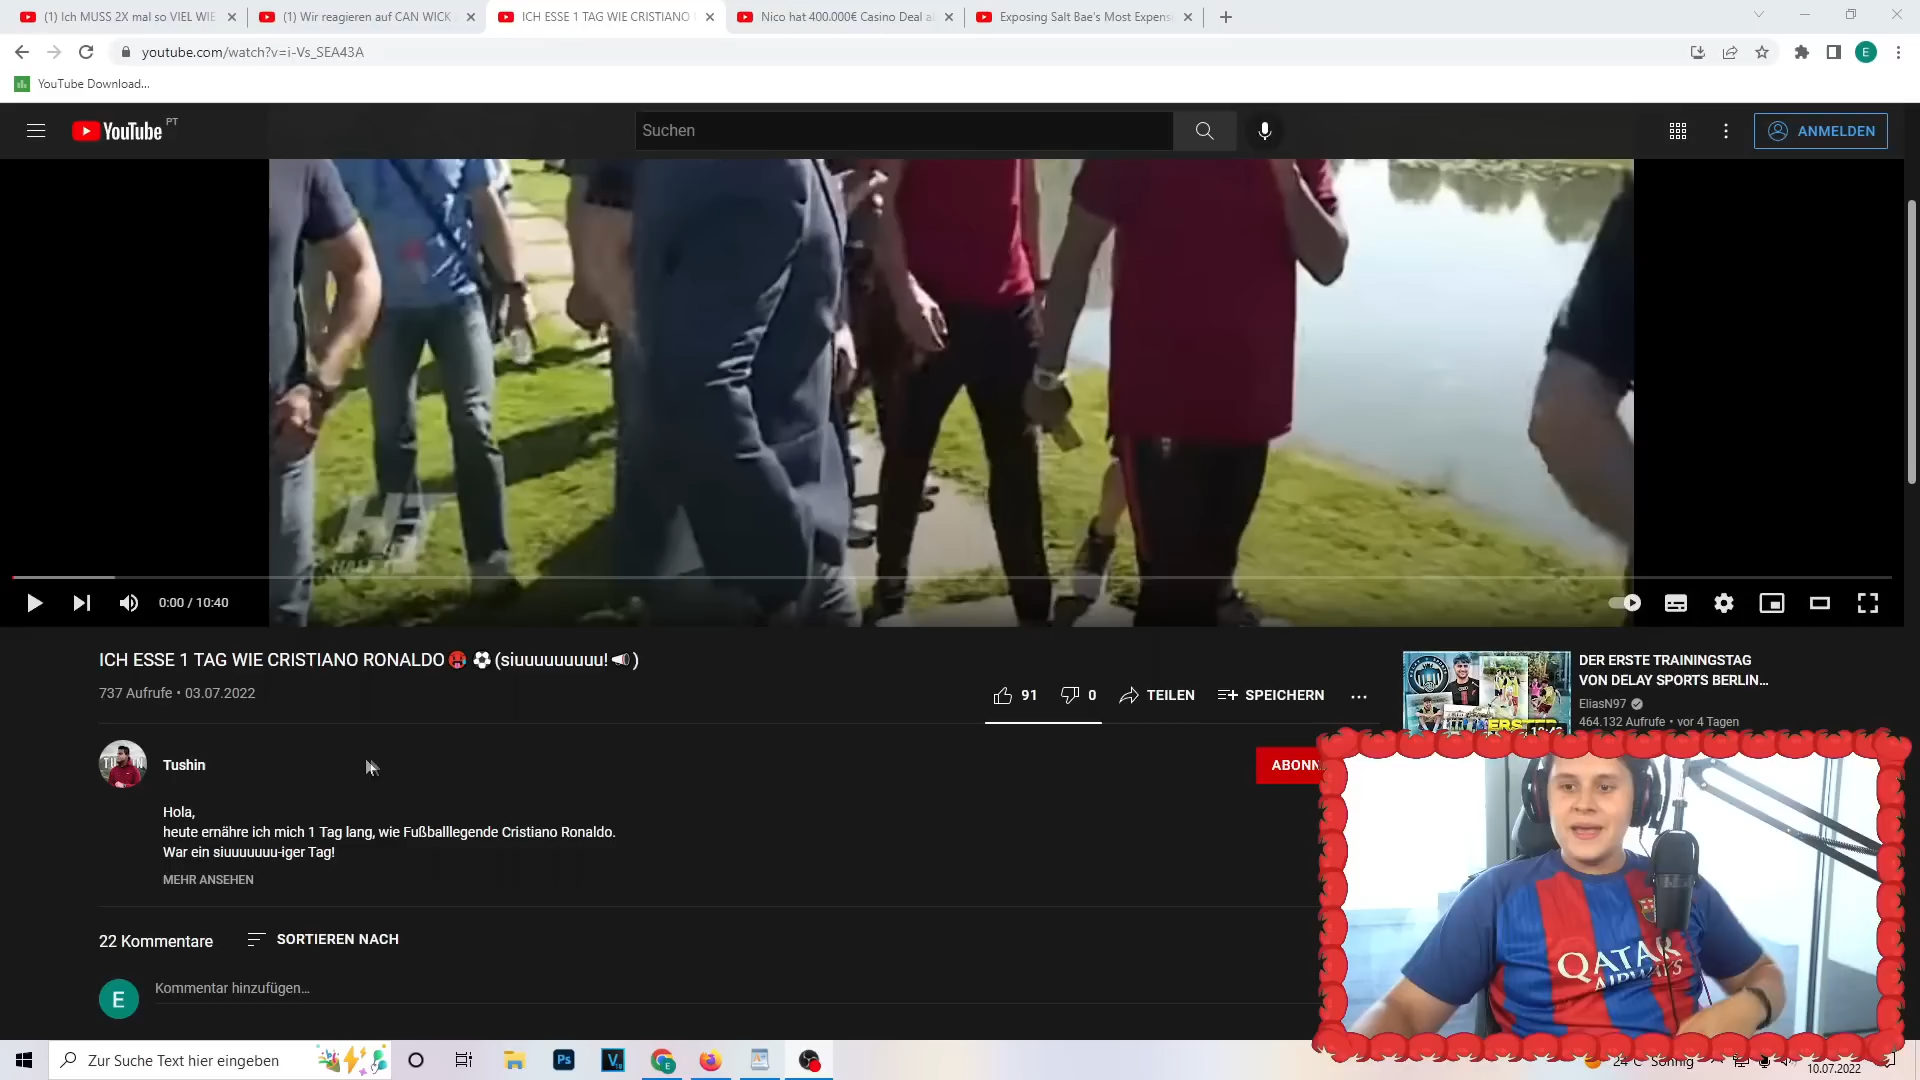 (1) Ich MUSS 2X mal so VIEL WIE
(1) Wir reagieren auf CAN WICK
ICH ESSE 1 TAG WIE CRISTIANO
Nico hat 400.000€ Casino Deal a
Exposing Salt Bae's Most Expens
youtube.com/watch?v=i-Vs_SEA43A
E
YouTube Download...
YouTube PT
Suchen
ANMELDEN
0:00 / 10:40
ICH ESSE 1 TAG WIE CRISTIANO RONALDO🥵⚽(siuuuuuuuuu!📣)
737 Aufrufe • 03.07.2022
91
0
TEILEN
SPEICHERN
DER ERSTE TRAININGSTAG
VON DELAY SPORTS BERLIN...
EliasN97
464.132 Aufrufe • vor 4 Tagen
ERSTER
Tushin
ABONN
Hola,
heute ernähre ich mich 1 Tag lang, wie Fußballlegende Cristiano Ronaldo.
War ein siuuuuuuu-iger Tag!
MEHR ANSEHEN
22 Kommentare
SORTIEREN NACH
E
Kommentar hinzufügen...
QATAR
AIRWAYS
Zur Suche Text hier eingeben
Ps
24°C Sonnig
10.07.2022